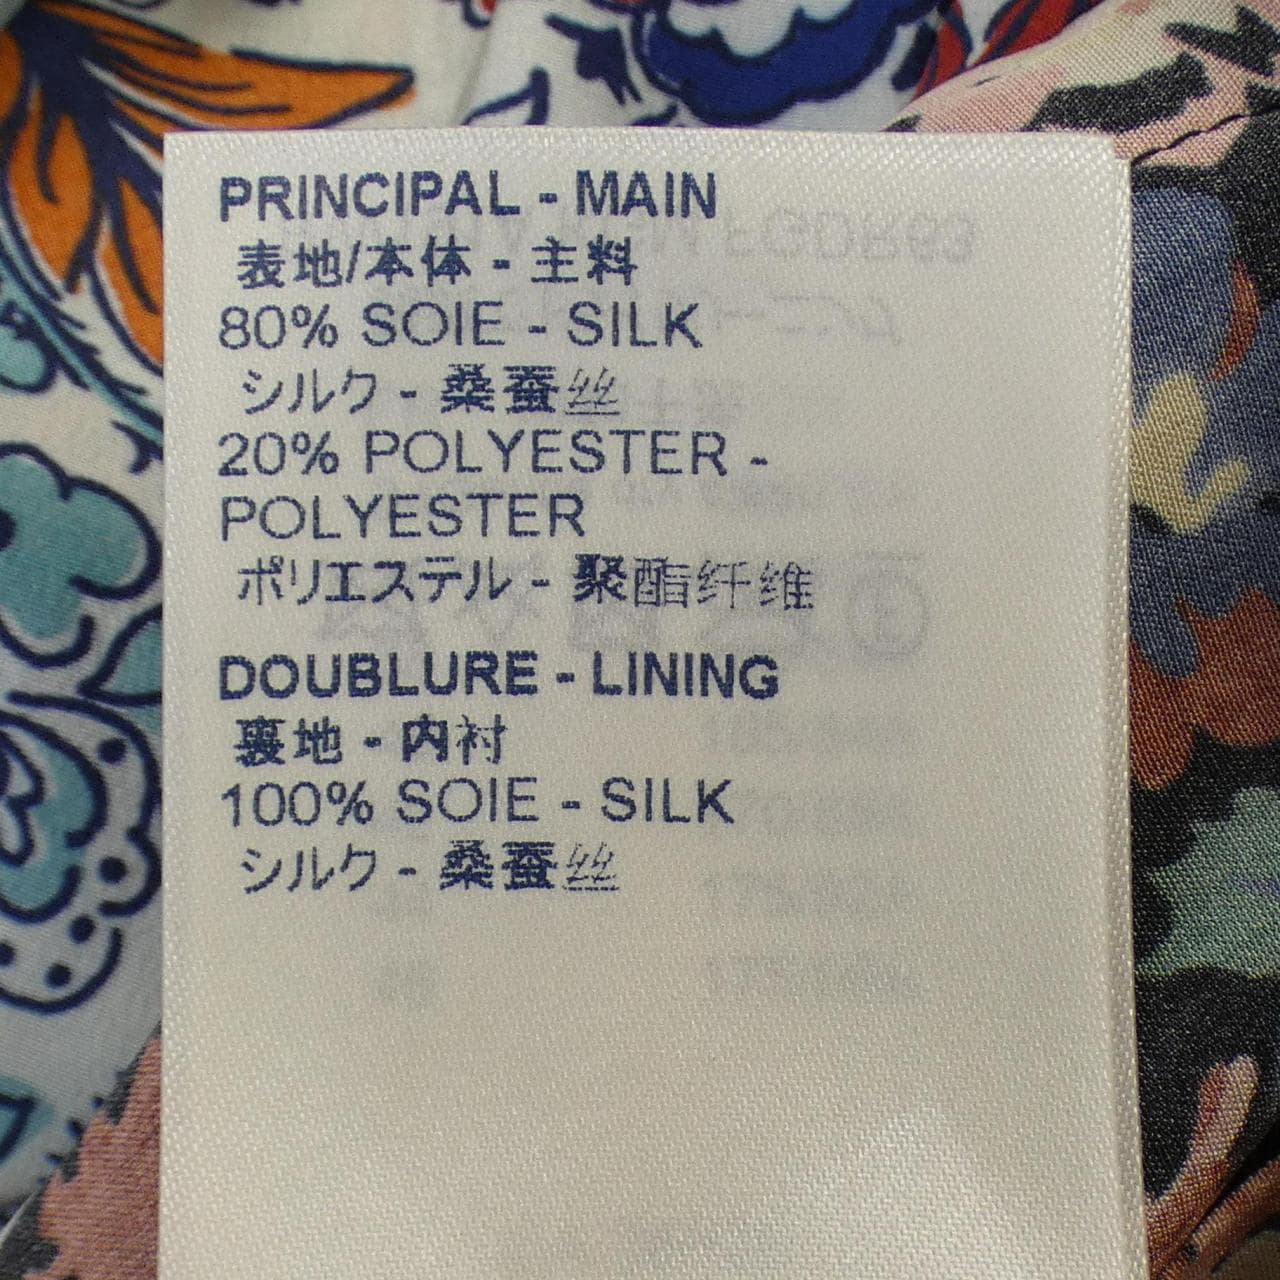 PRINCIPAL - MAIN
表地/本体 - 主料
80% SOIE - SILK
シルク - 桑蚕丝
20% POLYESTER -
POLYESTER
ポリエステル - 聚酯纤维
DOUBLURE - LINING
裏地 - 内衬
100% SOIE - SILK
シルク - 桑蚕丝